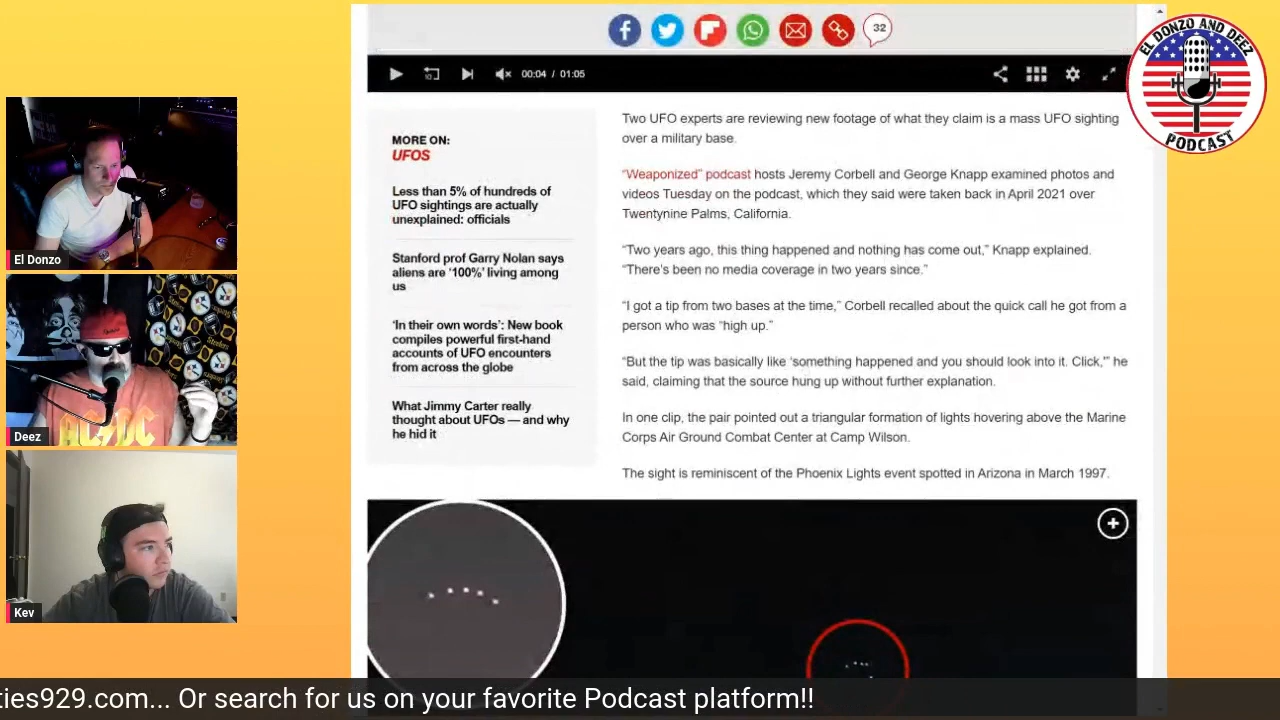 32
00:04 / 01:05
EL DONZO AND DEEZ
PODCAST
MORE ON:
UFOS
Less than 5% of hundreds of
UFO sightings are actually
unexplained: officials
Stanford prof Garry Nolan says
aliens are ‘100%’ living among
us
‘In their own words’: New book
compiles powerful first-hand
accounts of UFO encounters
from across the globe
What Jimmy Carter really
thought about UFOs — and why
he hid it
Two UFO experts are reviewing new footage of what they claim is a mass UFO sighting
over a military base.
“Weaponized” podcast hosts Jeremy Corbell and George Knapp examined photos and
videos Tuesday on the podcast, which they said were taken back in April 2021 over
Twentynine Palms, California.
“Two years ago, this thing happened and nothing has come out,” Knapp explained.
“There’s been no media coverage in two years since.”
“I got a tip from two bases at the time,” Corbell recalled about the quick call he got from a
person who was “high up.”
“But the tip was basically like ‘something happened and you should look into it. Click,’” he
said, claiming that the source hung up without further explanation.
In one clip, the pair pointed out a triangular formation of lights hovering above the Marine
Corps Air Ground Combat Center at Camp Wilson.
The sight is reminiscent of the Phoenix Lights event spotted in Arizona in March 1997.
El Donzo
Steelers
AC/DC
Deez
Kev
ties929.com... Or search for us on your favorite Podcast platform!!